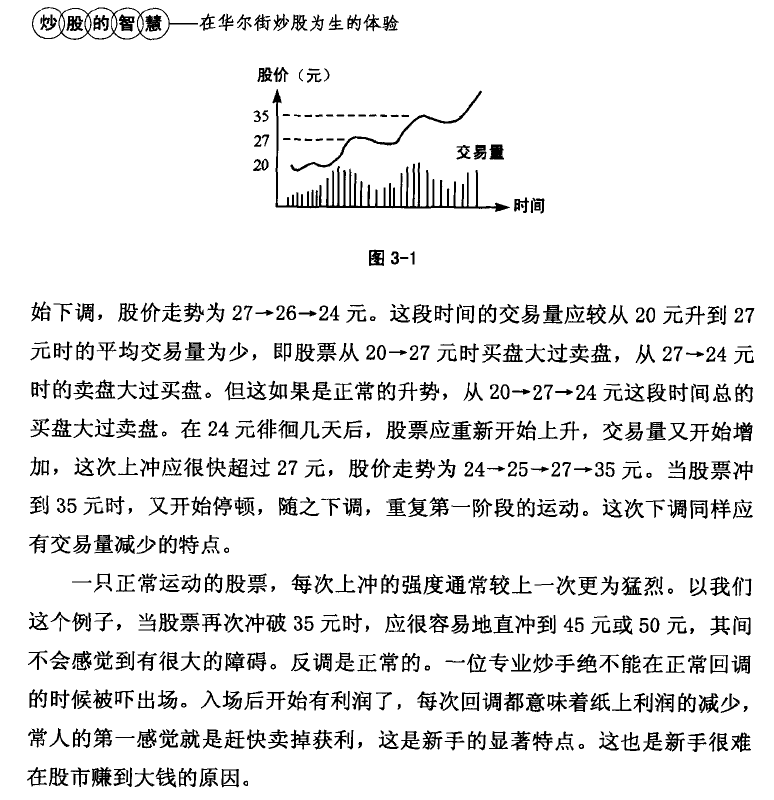 炒股的智慧——在华尔街炒股为生的体验
股价（元）
35
27
20
交易量
时间
图 3-1
始下调，股价走势为 27→26→24 元。这段时间的交易量应较从 20 元升到 27
元时的平均交易量为少，即股票从 20→27 元时买盘大过卖盘，从 27→24 元
时的卖盘大过买盘。但这如果是正常的升势，从 20→27→24 元这段时间总的
买盘大过卖盘。在 24 元徘徊几天后，股票应重新开始上升，交易量又开始增
加，这次上冲应很快超过 27 元，股价走势为 24→25→27→35 元。当股票冲
到 35 元时，又开始停顿，随之下调，重复第一阶段的运动。这次下调同样应
有交易量减少的特点。
一只正常运动的股票，每次上冲的强度通常较上一次更为猛烈。以我们
这个例子，当股票再次冲破 35 元时，应很容易地直冲到 45 元或 50 元，其间
不会感觉到有很大的障碍。反调是正常的。一位专业炒手绝不能在正常回调
的时候被吓出场。入场后开始有利润了，每次回调都意味着纸上利润的减少，
常人的第一感觉就是赶快卖掉获利，这是新手的显著特点。这也是新手很难
在股市赚到大钱的原因。